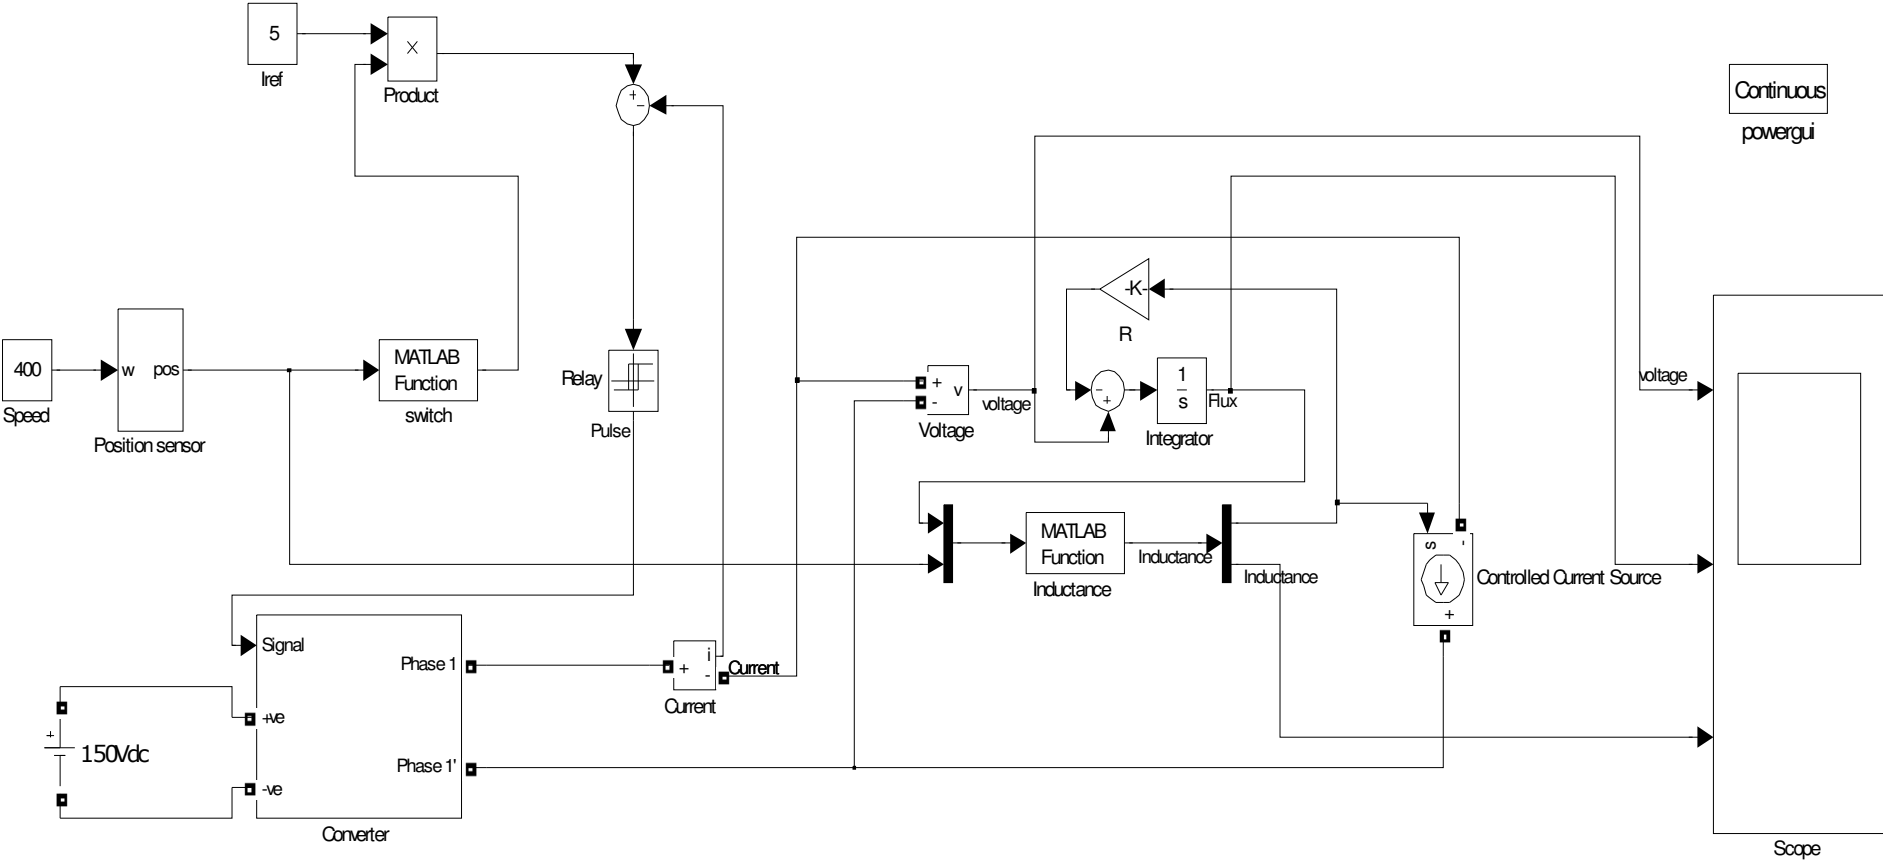 5
Iref
×
Product
+
−
Continuous
powergui
400
Speed
w
pos
Position sensor
MATLAB
Function
switch
Relay
Pulse
-K-
R
+
-
v
Voltage
voltage
−
+
1
s
Integrator
Flux
voltage
MATLAB
Function
Inductance
Inductance
Inductance
s
-
+
Controlled Current Source
Signal
+ve
-ve
Phase 1
Phase 1'
Converter
+
150Vdc
i
+
-
Current
Current
Scope